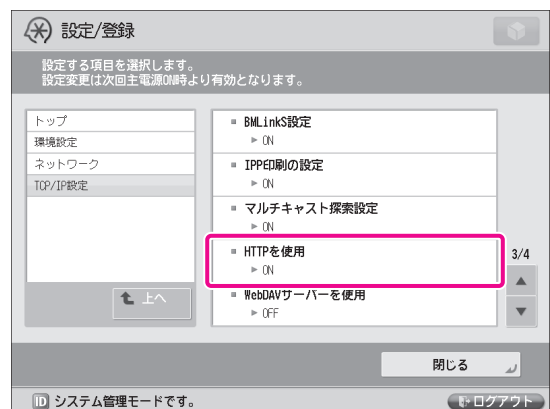 設定/登録
設定する項目を選択します。
設定変更は次回主電源ON時より有効となります。
トップ
環境設定
ネットワーク
TCP/IP設定
上へ
BMLinkS設定
ON
IPP印刷の設定
ON
マルチキャスト探索設定
ON
HTTPを使用
ON
WebDAVサーバーを使用
OFF
3/4
閉じる
ID システム管理モードです。
ログアウト